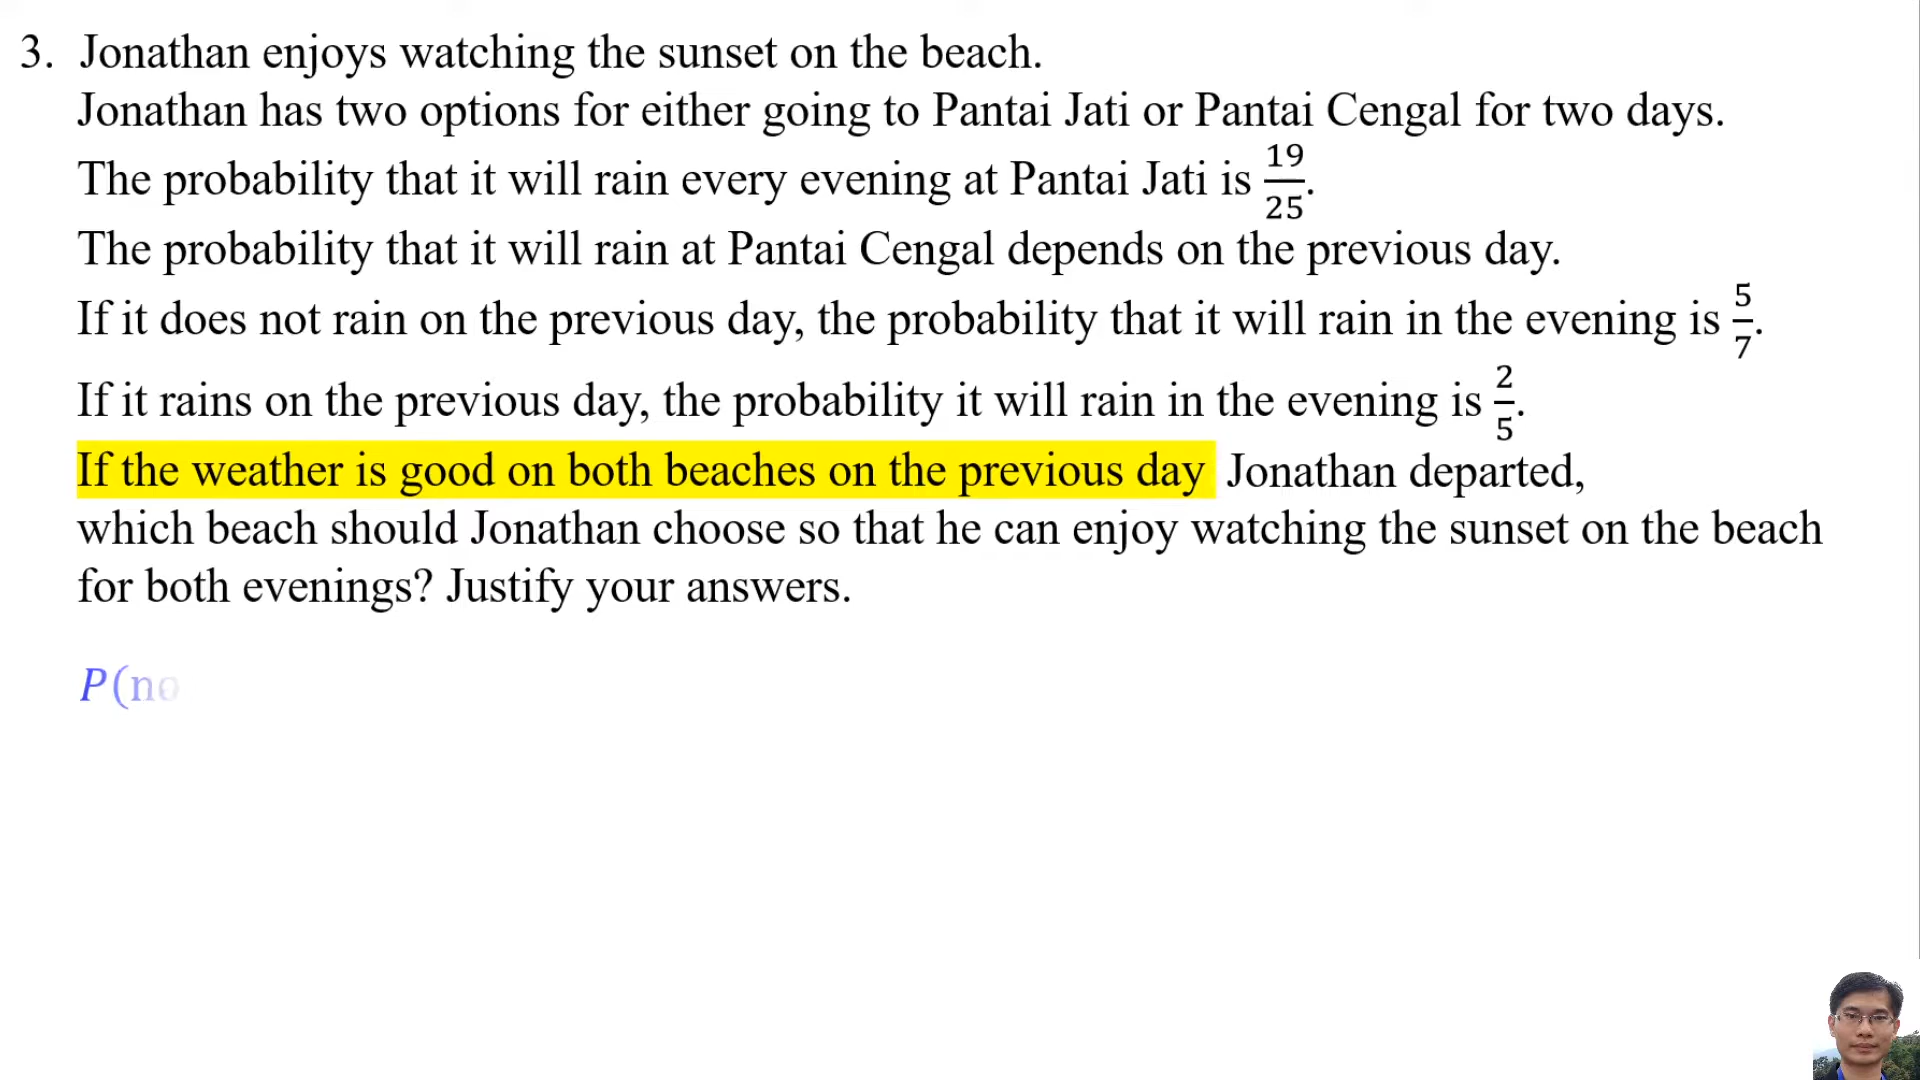 3. Jonathan enjoys watching the sunset on the beach.
Jonathan has two options for either going to Pantai Jati or Pantai Cengal for two days.
The probability that it will rain every evening at Pantai Jati is 19/25.
The probability that it will rain at Pantai Cengal depends on the previous day.
If it does not rain on the previous day, the probability that it will rain in the evening is 5/7.
If it rains on the previous day, the probability it will rain in the evening is 2/5.
If the weather is good on both beaches on the previous day Jonathan departed,
which beach should Jonathan choose so that he can enjoy watching the sunset on the beach
for both evenings? Justify your answers.
P(no